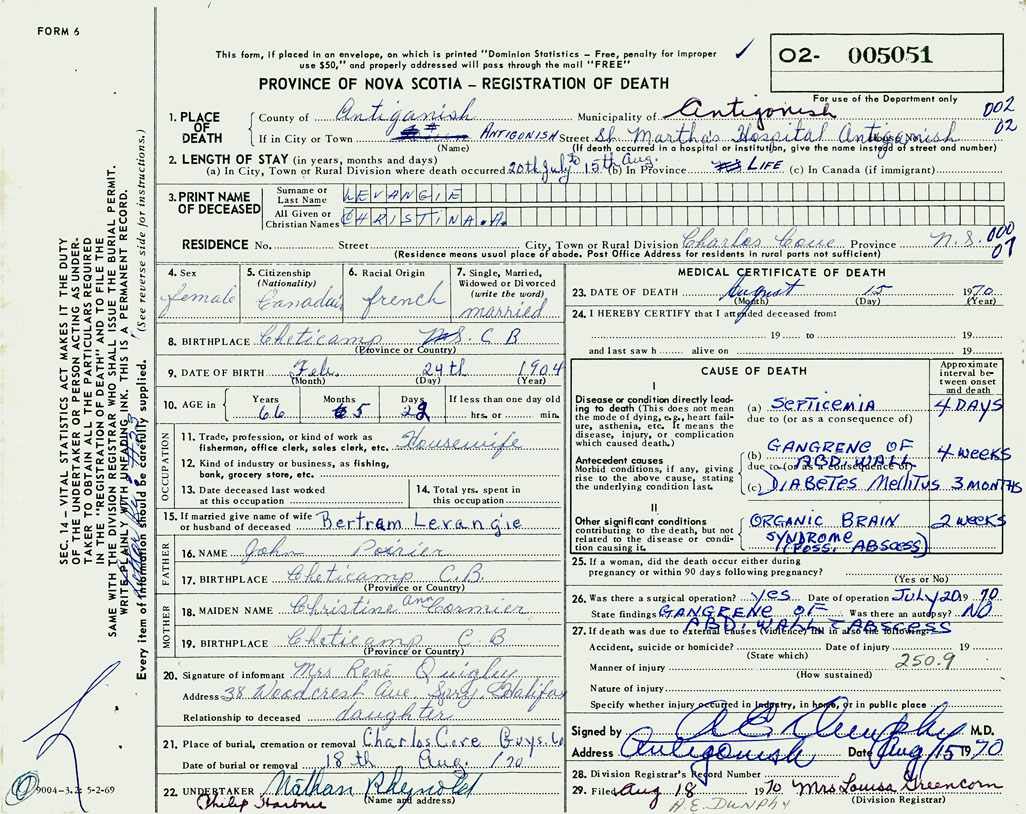 FORM 6
This form, if placed in an envelope, on which is printed "Dominion Statistics – Free, penalty for improper
use $50," and properly addressed will pass through the mail "FREE"
PROVINCE OF NOVA SCOTIA – REGISTRATION OF DEATH
02- 005051
For use of the Department only
002
02
1. PLACE OF DEATH
County of Antiganish Municipality of Antigonish
If in City or Town ANTIGONISH Street St. Martha's Hospital Antigonish
(Name) (If death occurred in a hospital or institution, give the name instead of street and number)
2. LENGTH OF STAY (in years, months and days)
(a) In City, Town or Rural Division where death occurred 20th July to 15th Aug. (b) In Province LIFE (c) In Canada (if immigrant)
3. PRINT NAME OF DECEASED
Surname or Last Name LEVANGIE
All Given or Christian Names CHRISTINA.A.
RESIDENCE No. Street City, Town or Rural Division Charlos Cove Province N.S.
000
07
(Residence means usual place of abode. Post Office Address for residents in rural parts not sufficient)
4. Sex female
5. Citizenship (Nationality) Canadian
6. Racial Origin french
7. Single, Married, Widowed or Divorced (write the word) married
8. BIRTHPLACE Cheticamp C B
(Province or Country)
9. DATE OF BIRTH Feb. 24th 1904
(Month) (Day) (Year)
10. AGE in Years 66 Months 5 Days 22 If less than one day old hrs. or min.
OCCUPATION
11. Trade, profession, or kind of work as fisherman, office clerk, sales clerk, etc. Housewife
12. Kind of industry or business, as fishing, bank, grocery store, etc.
13. Date deceased last worked at this occupation
14. Total yrs. spent in this occupation
15. If married give name of wife or husband of deceased Bertram Levangie
FATHER
16. NAME John Poirier
17. BIRTHPLACE Cheticamp C.B.
(Province or Country)
MOTHER
18. MAIDEN NAME Christine ann Cormier
19. BIRTHPLACE Cheticamp C B
(Province or Country)
20. Signature of informant Mrs René Quigley
Address 38 Woodcrest Ave Halifax
Relationship to deceased daughter
21. Place of burial, cremation or removal Charlos Cove Guys. Co
Date of burial or removal 18th Aug. /70
22. UNDERTAKER Nathan Rhynold
(Name and address)
Philip Harbour
MEDICAL CERTIFICATE OF DEATH
23. DATE OF DEATH August 15 1970
(Month) (Day) (Year)
24. I HEREBY CERTIFY that I attended deceased from:
19 to 19
and last saw h alive on 19
CAUSE OF DEATH
Approximate interval between onset and death
I
Disease or condition directly leading to death (This does not mean the mode of dying, e.g., heart failure, asthenia, etc. It means the disease, injury, or complication which caused death.)
(a) SEPTICEMIA 4 DAYS
due to (or as a consequence of)
Antecedent causes
Morbid conditions, if any, giving rise to the above cause, stating the underlying condition last.
(b) GANGRENE OF ABD. WALL 4 WEEKS
due to (or as a consequence of)
(c) DIABETES MELLITUS 3 MONTHS
II
Other significant conditions contributing to the death, but not related to the disease or condition causing it.
ORGANIC BRAIN SYNDROME (POSS. ABSCESS) 2 WEEKS
25. If a woman, did the death occur either during pregnancy or within 90 days following pregnancy?
(Yes or No)
26. Was there a surgical operation? YES Date of operation JULY 20 1970
State findings GANGRENE OF ABD. WALL + ABSCESS Was there an autopsy? NO
27. If death was due to external causes (violence) fill in also the following:
Accident, suicide or homicide? Date of injury 19
(State which) 250.9
Manner of injury
(How sustained)
Nature of injury
Specify whether injury occurred in industry, in home, or in public place
Signed by A E Dunphy M.D.
Address Antigonish Date Aug 15 1970
28. Division Registrar's Record Number
29. Filed Aug 18 1970 Mrs Louisa Greencorn
(Division Registrar)
A.E. DUNPHY
SEC. 14 – VITAL STATISTICS ACT MAKES IT THE DUTY
OF THE UNDERTAKER OR PERSON ACTING AS UNDERTAKER
TO OBTAIN ALL THE PARTICULARS REQUIRED
IN THE "REGISTRATION OF DEATH" AND TO FILE THE
SAME WITH THE DIVISION REGISTRAR WHO SHALL ISSUE THE BURIAL PERMIT.
WRITE PLAINLY WITH UNFADING INK. THIS IS A PERMANENT RECORD.
Every item of information should be carefully supplied. (See reverse side for instructions.)
9004-3.2: 5-2-69